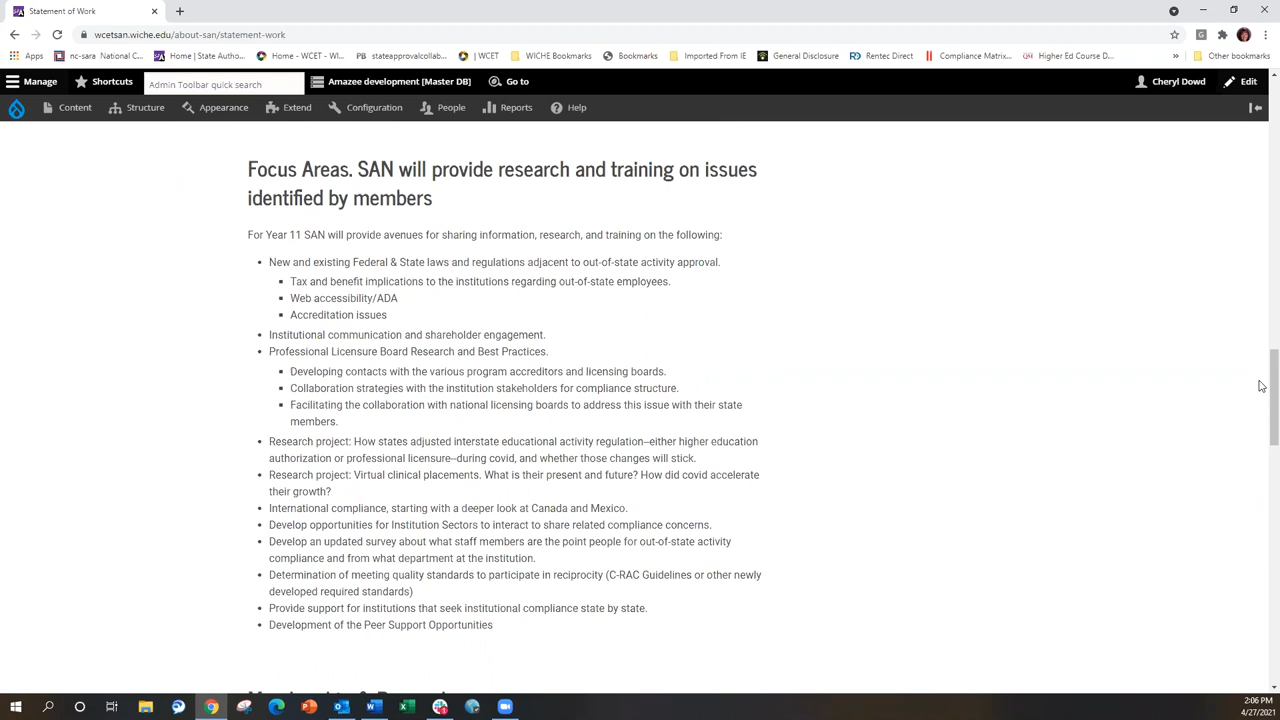 Statement of Work
wcetsan.wiche.edu/about-san/statement-work
Apps
nc-sara National C...
Home | State Autho...
Home - WCET - WI...
PB stateapprovalcollab...
| WCET
WICHE Bookmarks
Bookmarks
Imported From IE
General Disclosure
Rentec Direct
Compliance Matrix...
Higher Ed Course D...
»
Other bookmarks
Manage
Shortcuts
Admin Toolbar quick search
Amazee development [Master DB]
Go to
Cheryl Dowd
Edit
Content
Structure
Appearance
Extend
Configuration
People
Reports
Help
Focus Areas. SAN will provide research and training on issues
identified by members
For Year 11 SAN will provide avenues for sharing information, research, and training on the following:
• New and existing Federal & State laws and regulations adjacent to out-of-state activity approval.
▪ Tax and benefit implications to the institutions regarding out-of-state employees.
▪ Web accessibility/ADA
▪ Accreditation issues
• Institutional communication and shareholder engagement.
• Professional Licensure Board Research and Best Practices.
▪ Developing contacts with the various program accreditors and licensing boards.
▪ Collaboration strategies with the institution stakeholders for compliance structure.
▪ Facilitating the collaboration with national licensing boards to address this issue with their state
members.
• Research project: How states adjusted interstate educational activity regulation–either higher education
authorization or professional licensure--during covid, and whether those changes will stick.
• Research project: Virtual clinical placements. What is their present and future? How did covid accelerate
their growth?
• International compliance, starting with a deeper look at Canada and Mexico.
• Develop opportunities for Institution Sectors to interact to share related compliance concerns.
• Develop an updated survey about what staff members are the point people for out-of-state activity
compliance and from what department at the institution.
• Determination of meeting quality standards to participate in reciprocity (C-RAC Guidelines or other newly
developed required standards)
• Provide support for institutions that seek institutional compliance state by state.
• Development of the Peer Support Opportunities
2:06 PM
4/27/2021